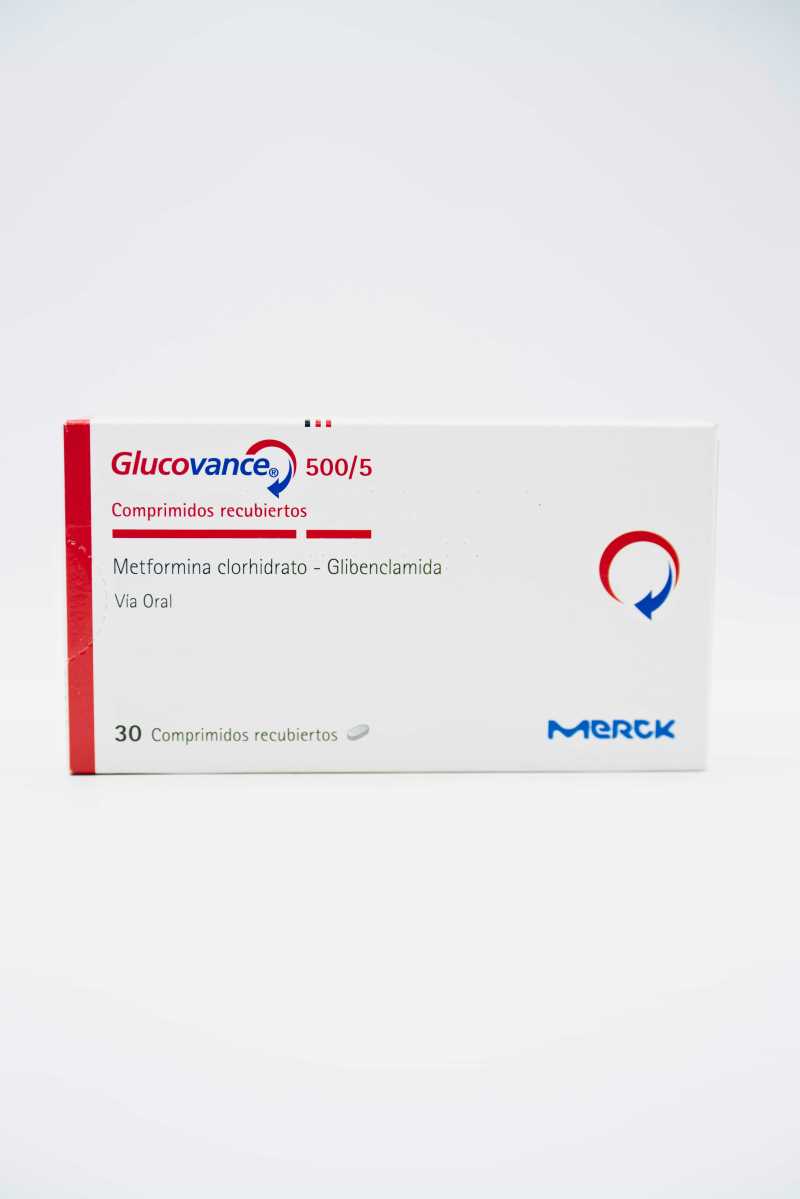 Glucovance® 500/5
Comprimidos recubiertos
Metformina clorhidrato - Glibenclamida
Vía Oral
30 Comprimidos recubiertos
Merck